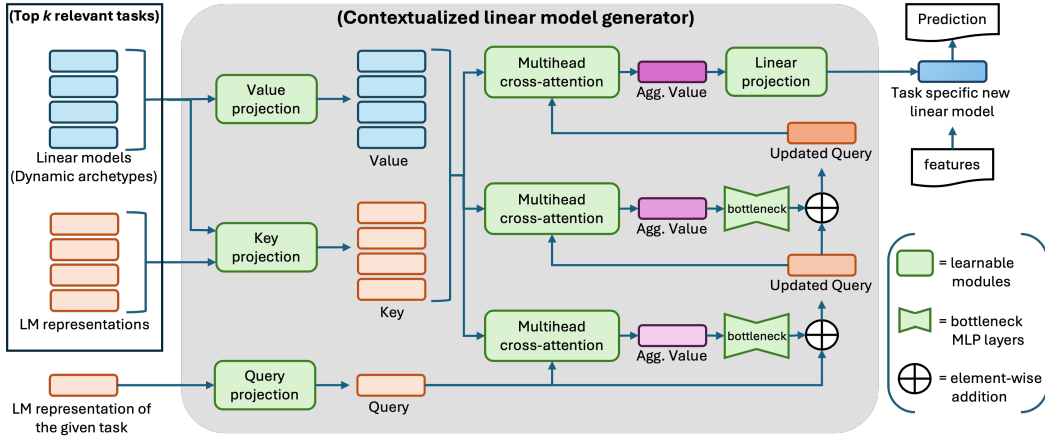 (Top k relevant tasks)
Linear models
(Dynamic archetypes)
LM representations
LM representation of
the given task
(Contextualized linear model generator)
Value
projection
Value
Key
projection
Key
Query
projection
Query
Multihead
cross-attention
Agg. Value
Linear
projection
Updated Query
Multihead
cross-attention
Agg. Value
bottleneck
Updated Query
Multihead
cross-attention
Agg. Value
bottleneck
Prediction
Task specific new
linear model
features
= learnable
modules
= bottleneck
MLP layers
= element-wise
addition